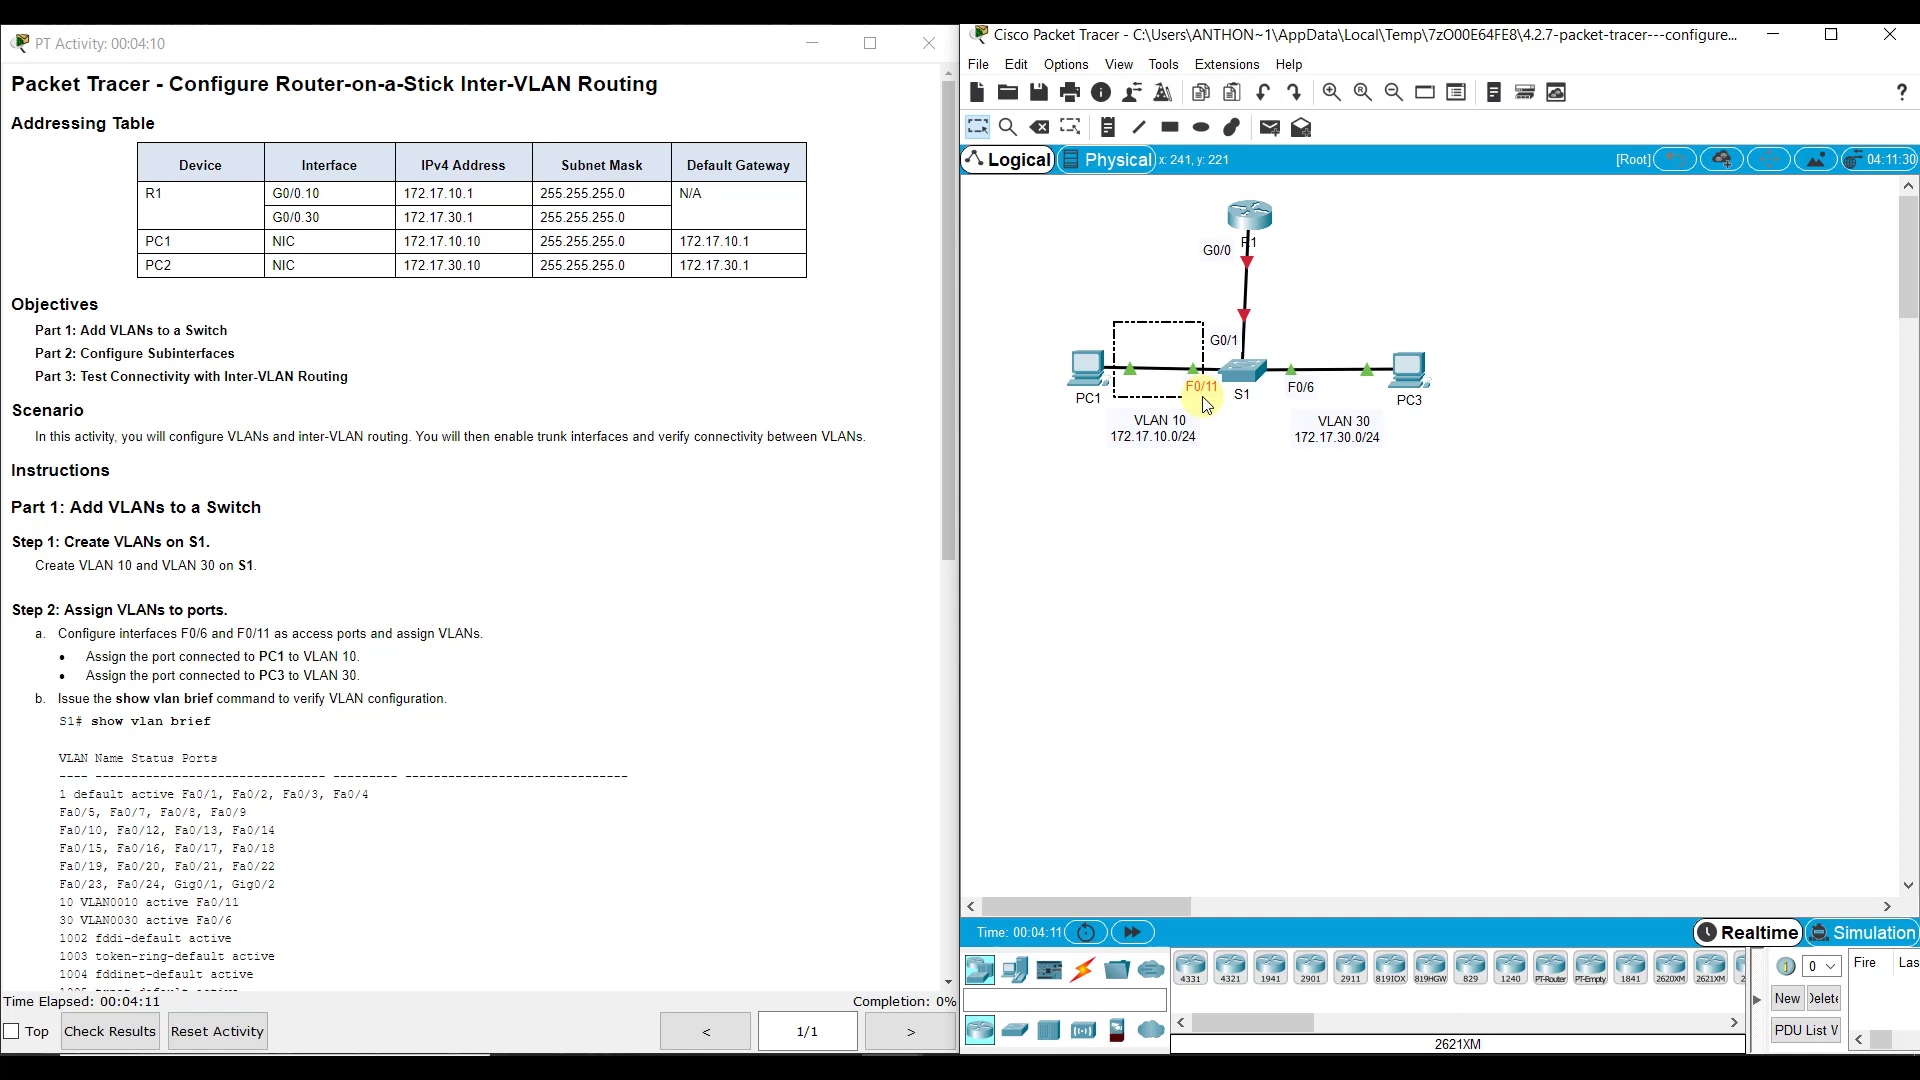 PT Activity: 00:04:10
Packet Tracer - Configure Router-on-a-Stick Inter-VLAN Routing
Addressing Table
Device Interface IPv4 Address Subnet Mask Default Gateway
R1 G0/0.10 172.17.10.1 255.255.255.0 N/A
G0/0.30 172.17.30.1 255.255.255.0
PC1 NIC 172.17.10.10 255.255.255.0 172.17.10.1
PC2 NIC 172.17.30.10 255.255.255.0 172.17.30.1
Objectives
Part 1: Add VLANs to a Switch
Part 2: Configure Subinterfaces
Part 3: Test Connectivity with Inter-VLAN Routing
Scenario
In this activity, you will configure VLANs and inter-VLAN routing. You will then enable trunk interfaces and verify connectivity between VLANs.
Instructions
Part 1: Add VLANs to a Switch
Step 1: Create VLANs on S1.
Create VLAN 10 and VLAN 30 on S1.
Step 2: Assign VLANs to ports.
a. Configure interfaces F0/6 and F0/11 as access ports and assign VLANs.
• Assign the port connected to PC1 to VLAN 10.
• Assign the port connected to PC3 to VLAN 30.
b. Issue the show vlan brief command to verify VLAN configuration.
S1# show vlan brief
VLAN Name Status Ports
---- -------------------------------- --------- -------------------------------
1 default active Fa0/1, Fa0/2, Fa0/3, Fa0/4
Fa0/5, Fa0/7, Fa0/8, Fa0/9
Fa0/10, Fa0/12, Fa0/13, Fa0/14
Fa0/15, Fa0/16, Fa0/17, Fa0/18
Fa0/19, Fa0/20, Fa0/21, Fa0/22
Fa0/23, Fa0/24, Gig0/1, Gig0/2
10 VLAN0010 active Fa0/11
30 VLAN0030 active Fa0/6
1002 fddi-default active
1003 token-ring-default active
1004 fddinet-default active
Time Elapsed: 00:04:11
Completion: 0%
Top
Check Results
Reset Activity
<
1/1
>
Cisco Packet Tracer - C:\Users\ANTHON~1\AppData\Local\Temp\7zO00E64FE8\4.2.7-packet-tracer---configure...
File Edit Options View Tools Extensions Help
?
Logical
Physical
x: 241, y: 221
[Root]
04:11:30
R1
G0/0
G0/1
F0/11
F0/6
PC1
S1
PC3
VLAN 10
172.17.10.0/24
VLAN 30
172.17.30.0/24
Time: 00:04:11
Realtime
Simulation
4331 4321 1941 2901 2911 819IOX 819HGW 829 1240 PT-Router PT-Empty 1841 2620XM 2621XM
2621XM
0
Fire Las
New
PDU List